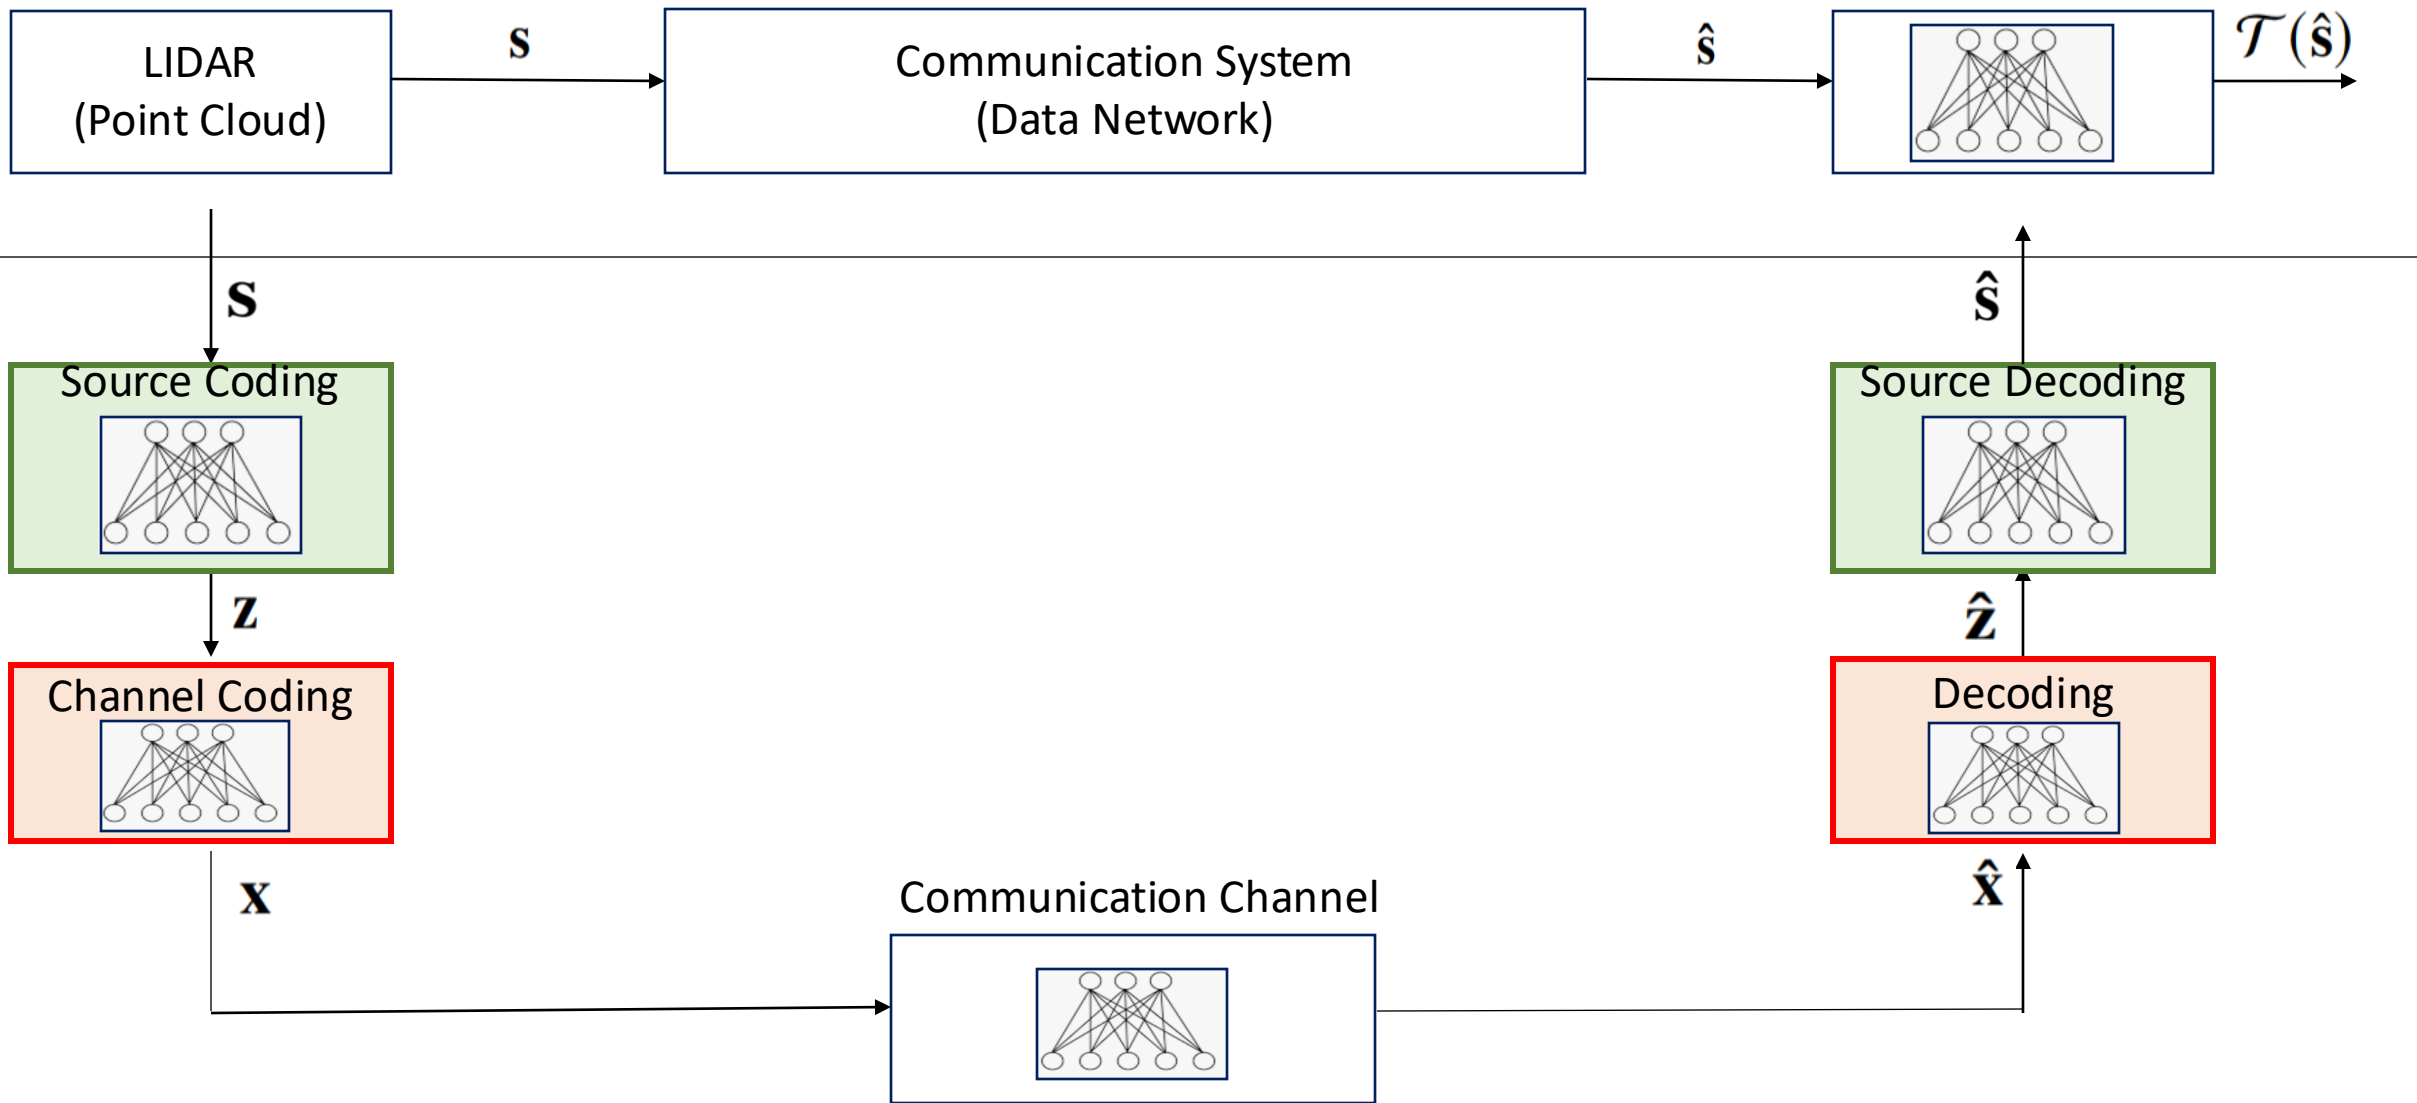 LIDAR
(Point Cloud)
s
Communication System
(Data Network)
ŝ
𝒯(ŝ)
s
ŝ
Source Coding
Source Decoding
z
ẑ
Channel Coding
Decoding
x
x̂
Communication Channel